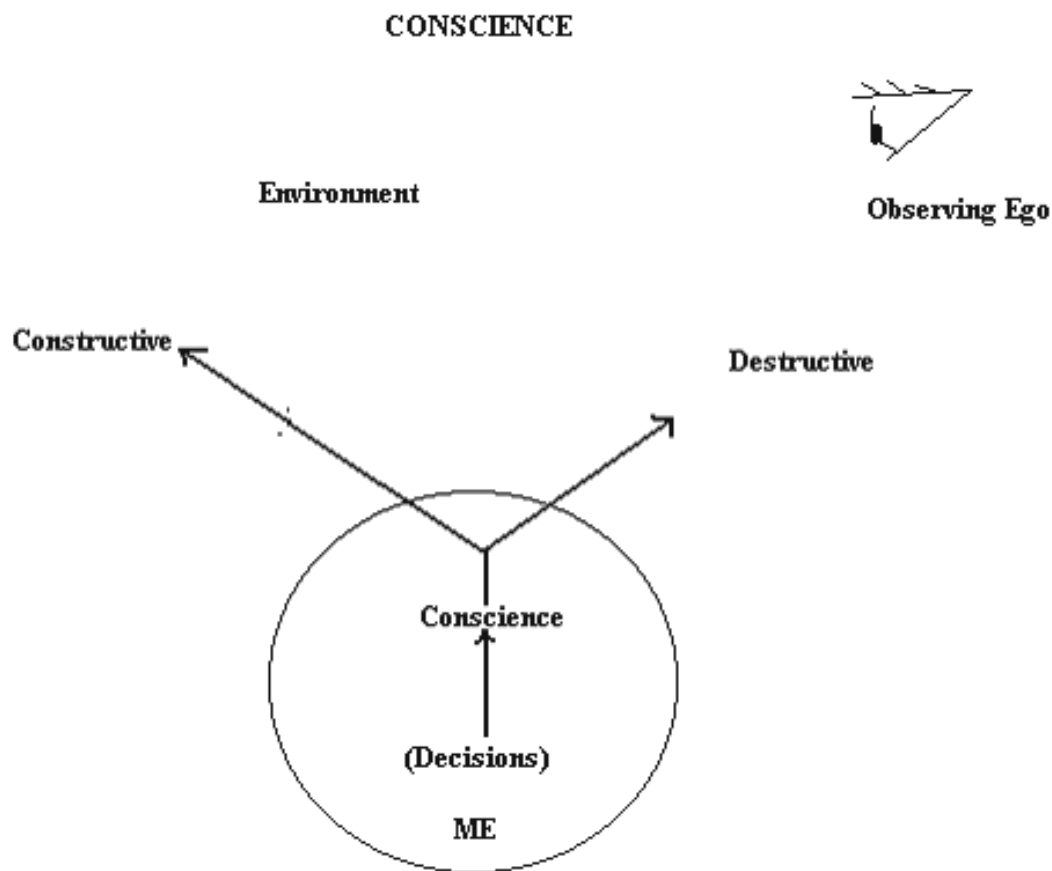 CONSCIENCE
Environment
Observing Ego
Constructive
Destructive
Conscience
(Decisions)
ME